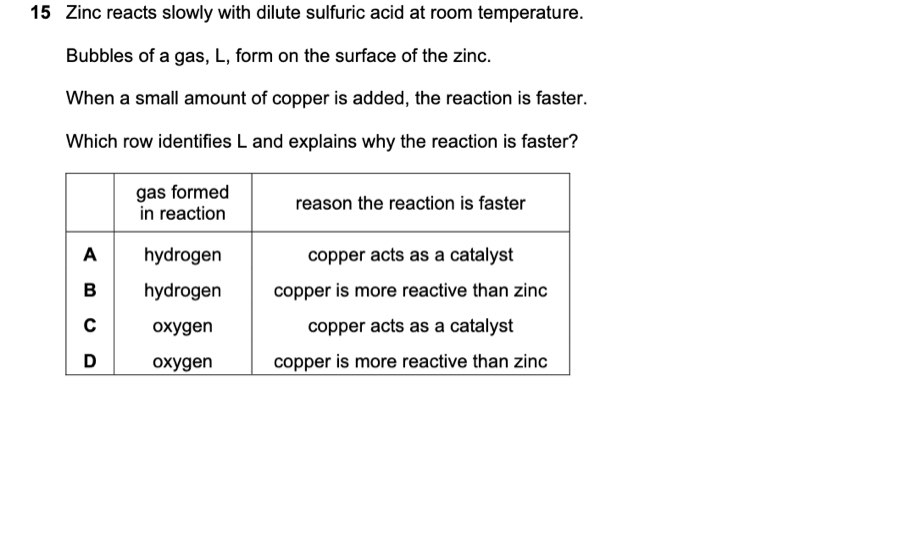 15 Zinc reacts slowly with dilute sulfuric acid at room temperature.
Bubbles of a gas, L, form on the surface of the zinc.
When a small amount of copper is added, the reaction is faster.
Which row identifies L and explains why the reaction is faster?
gas formed
in reaction
reason the reaction is faster
A hydrogen copper acts as a catalyst
B hydrogen copper is more reactive than zinc
C oxygen copper acts as a catalyst
D oxygen copper is more reactive than zinc